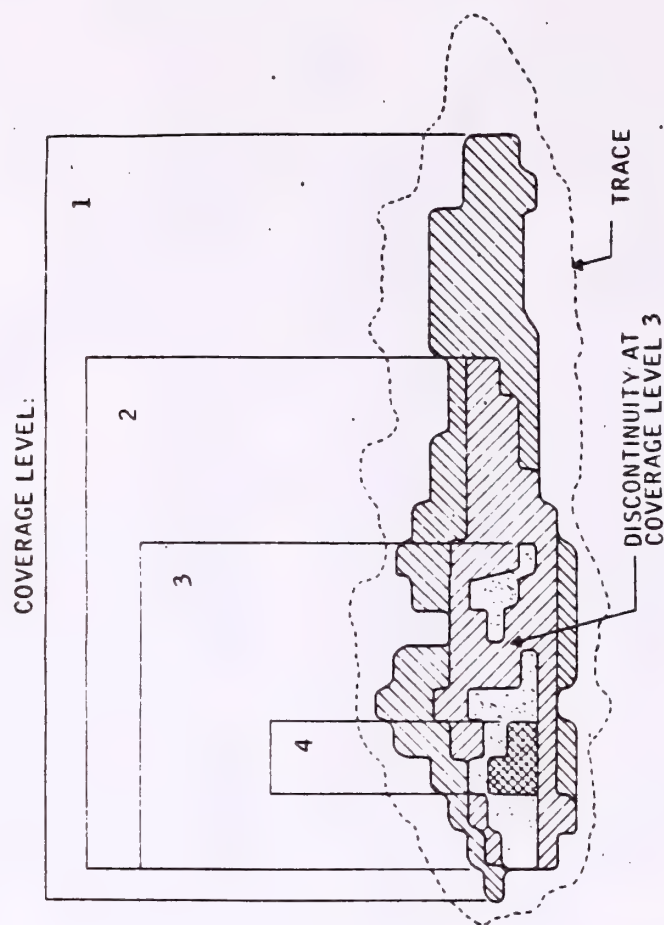 COVERAGE LEVEL:
1
2
3
4
TRACE
DISCONTINUITY AT
COVERAGE LEVEL 3